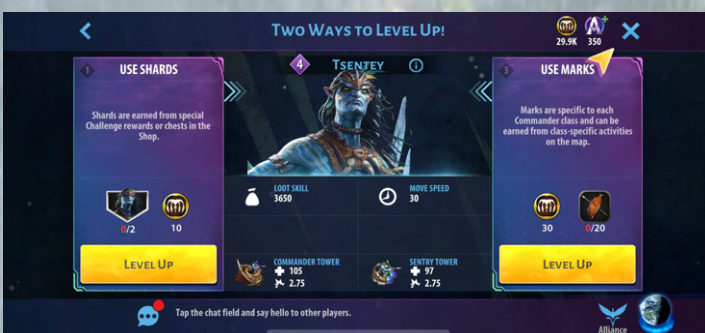 TWO WAYS TO LEVEL UP!
29.9K
350
1
USE SHARDS
Shards are earned from special
Challenge rewards or chests in the
Shop.
0/2
10
LEVEL UP
4
TSENTEY
LOOT SKILL
3650
MOVE SPEED
30
COMMANDER TOWER
105
2.75
SENTRY TOWER
97
2.75
3
USE MARKS
Marks are specific to each
Commander class and can be
earned from class-specific activities
on the map.
30
0/20
LEVEL UP
Tap the chat field and say hello to other players.
Alliance